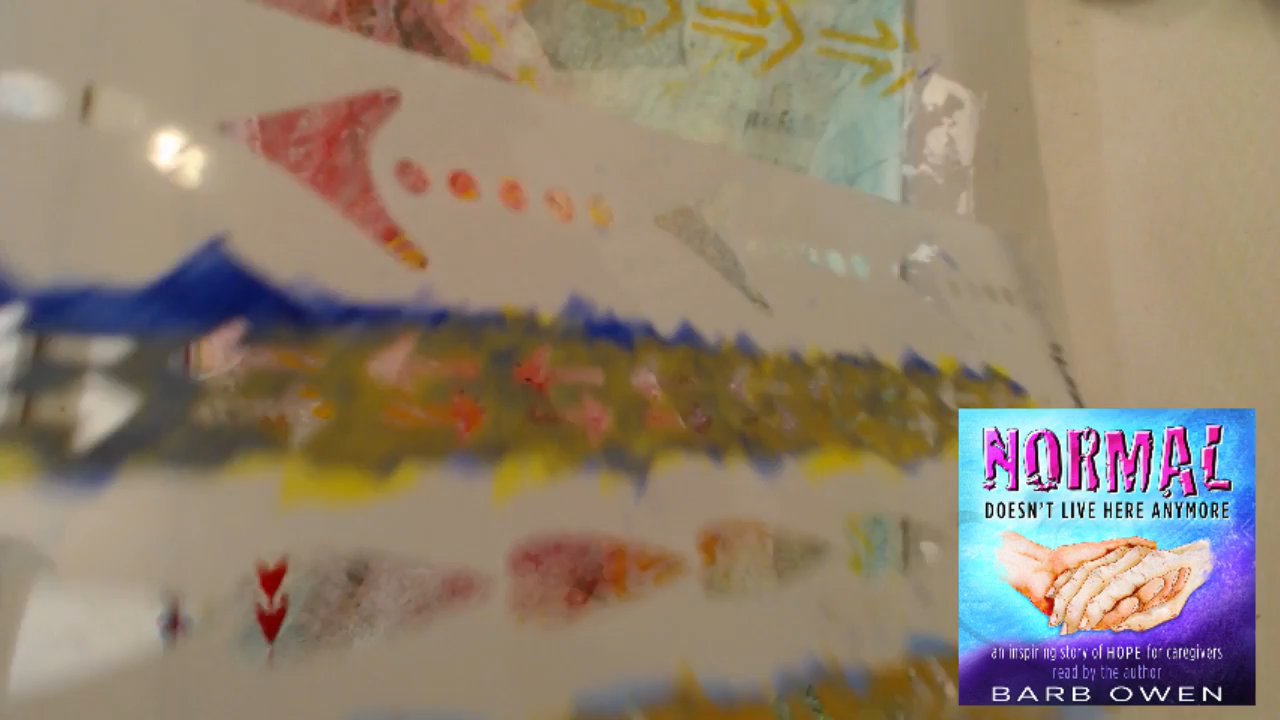 NORMAL
DOESN'T LIVE HERE ANYMORE
an inspiring story of HOPE for caregivers
read by the author
BARB OWEN